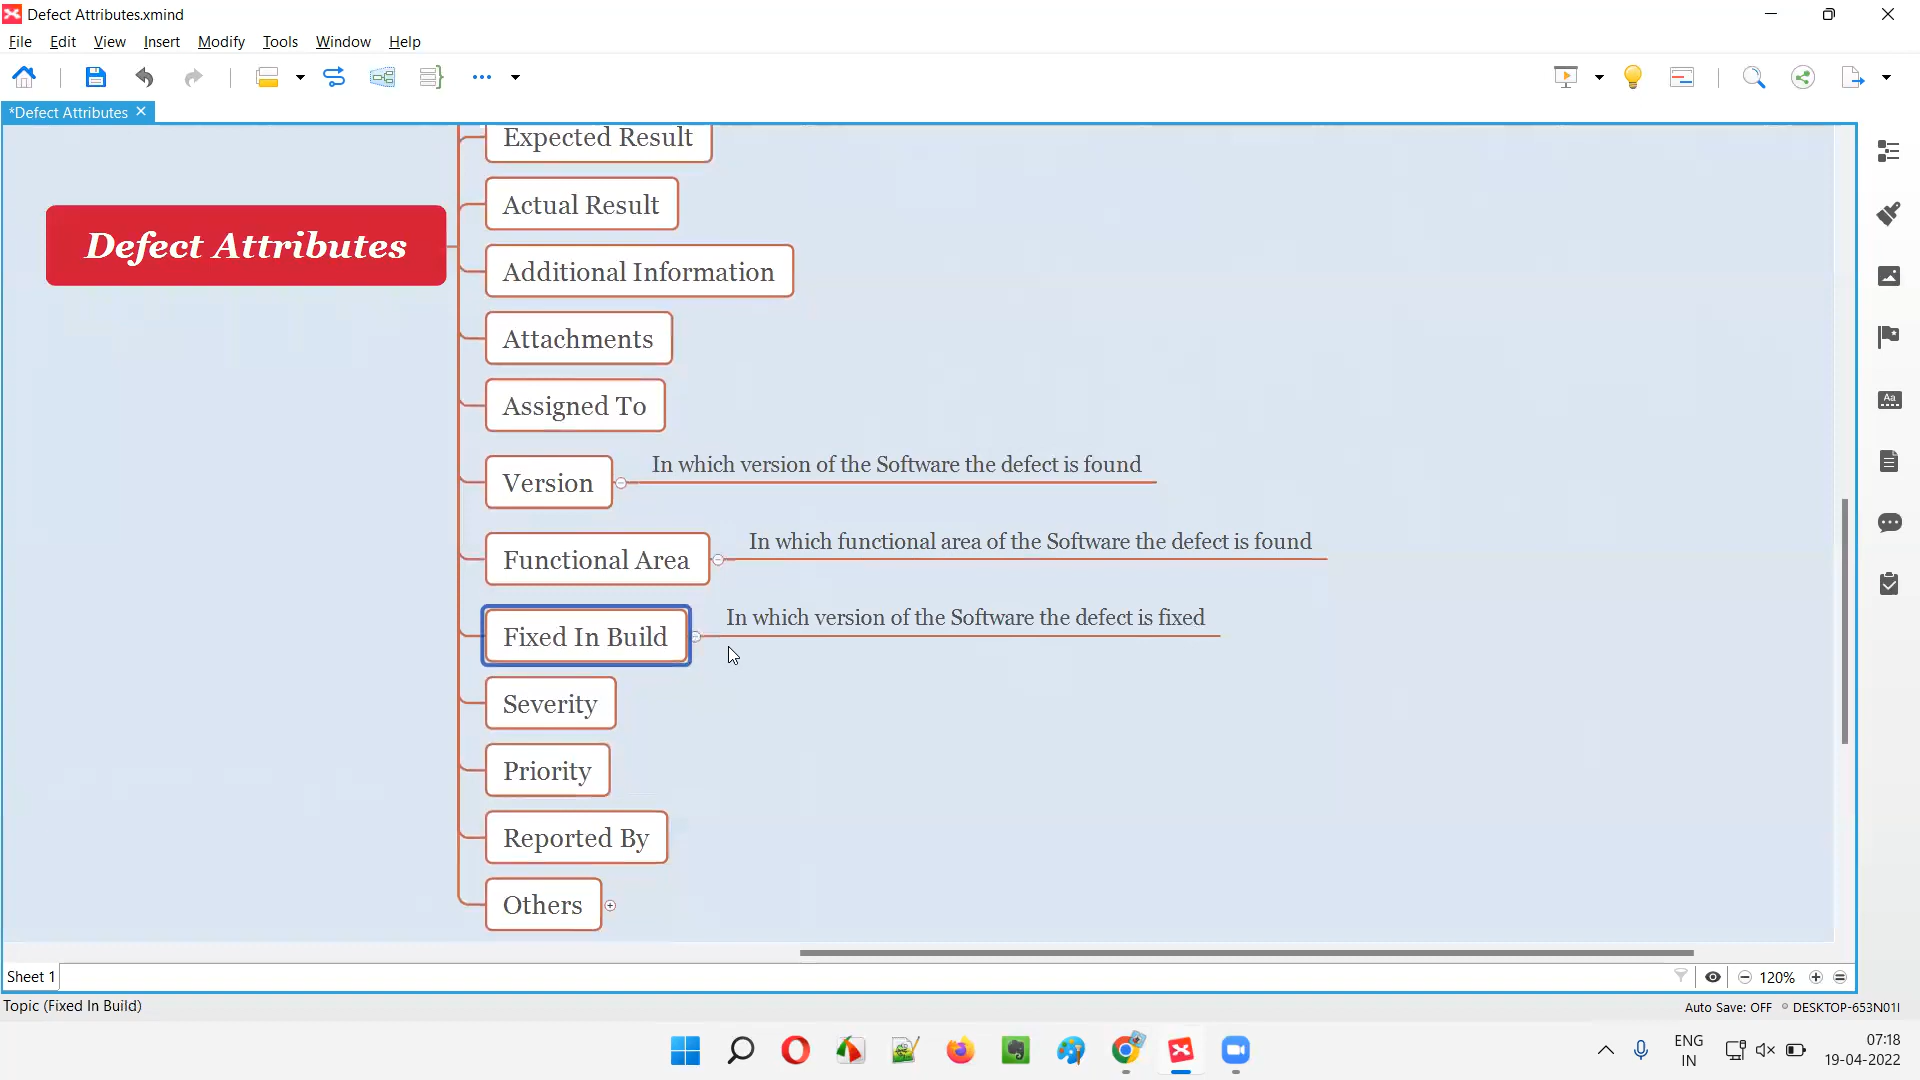 Defect Attributes.xmind
File Edit View Insert Modify Tools Window Help
*Defect Attributes
Expected Result
Actual Result
Defect Attributes
Additional Information
Attachments
Assigned To
Version
In which version of the Software the defect is found
Functional Area
In which functional area of the Software the defect is found
Fixed In Build
In which version of the Software the defect is fixed
Severity
Priority
Reported By
Others
Aa
Sheet 1
120%
Topic (Fixed In Build)
Auto Save: OFF
DESKTOP-653N01I
ENG
IN
07:18
19-04-2022